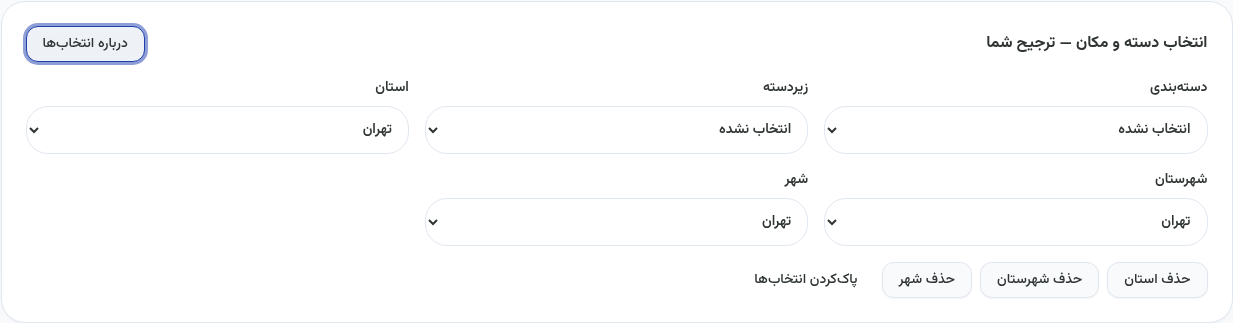 انتخاب دسته و مکان – ترجیح شما
درباره انتخاب‌ها
دسته‌بندی
زیردسته
استان
انتخاب نشده
انتخاب نشده
تهران
شهرستان
شهر
تهران
تهران
حذف استان
حذف شهرستان
حذف شهر
پاک‌کردن انتخاب‌ها